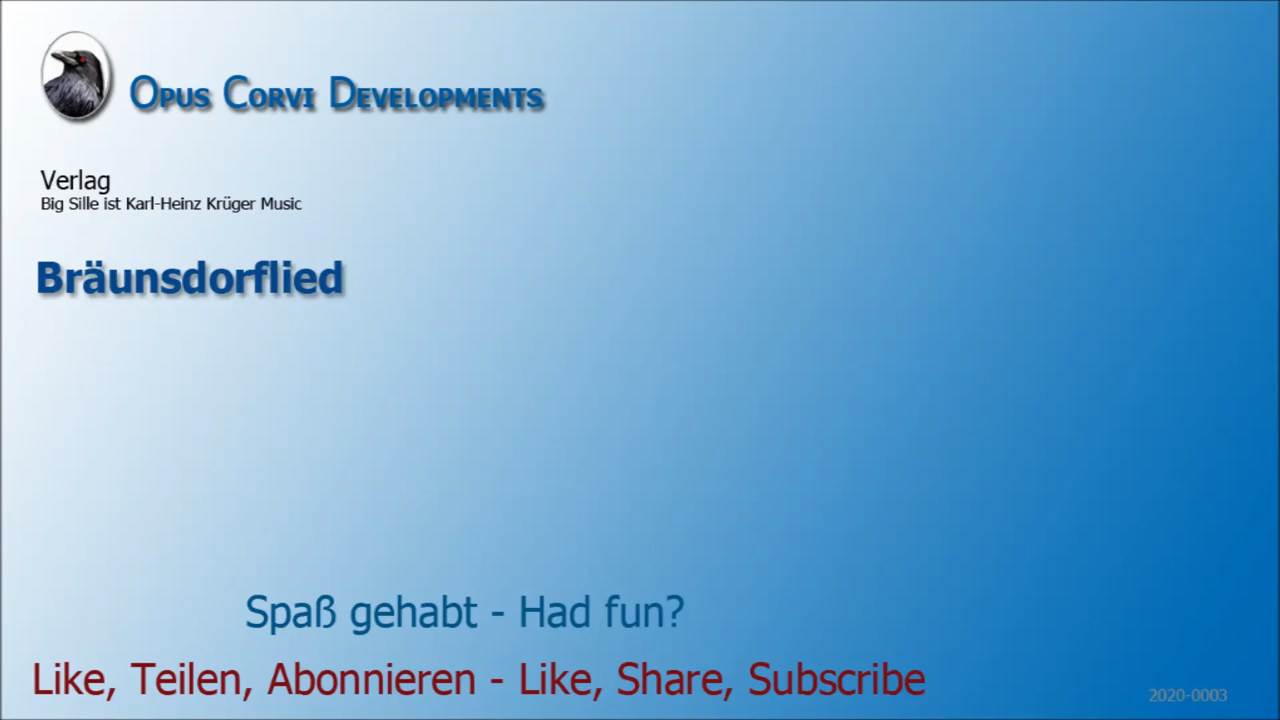 Opus Corvi Developments
Verlag
Big Sille ist Karl-Heinz Krüger Music
Bräunsdorflied
Spaß gehabt - Had fun?
Like, Teilen, Abonnieren - Like, Share, Subscribe
2020-0003